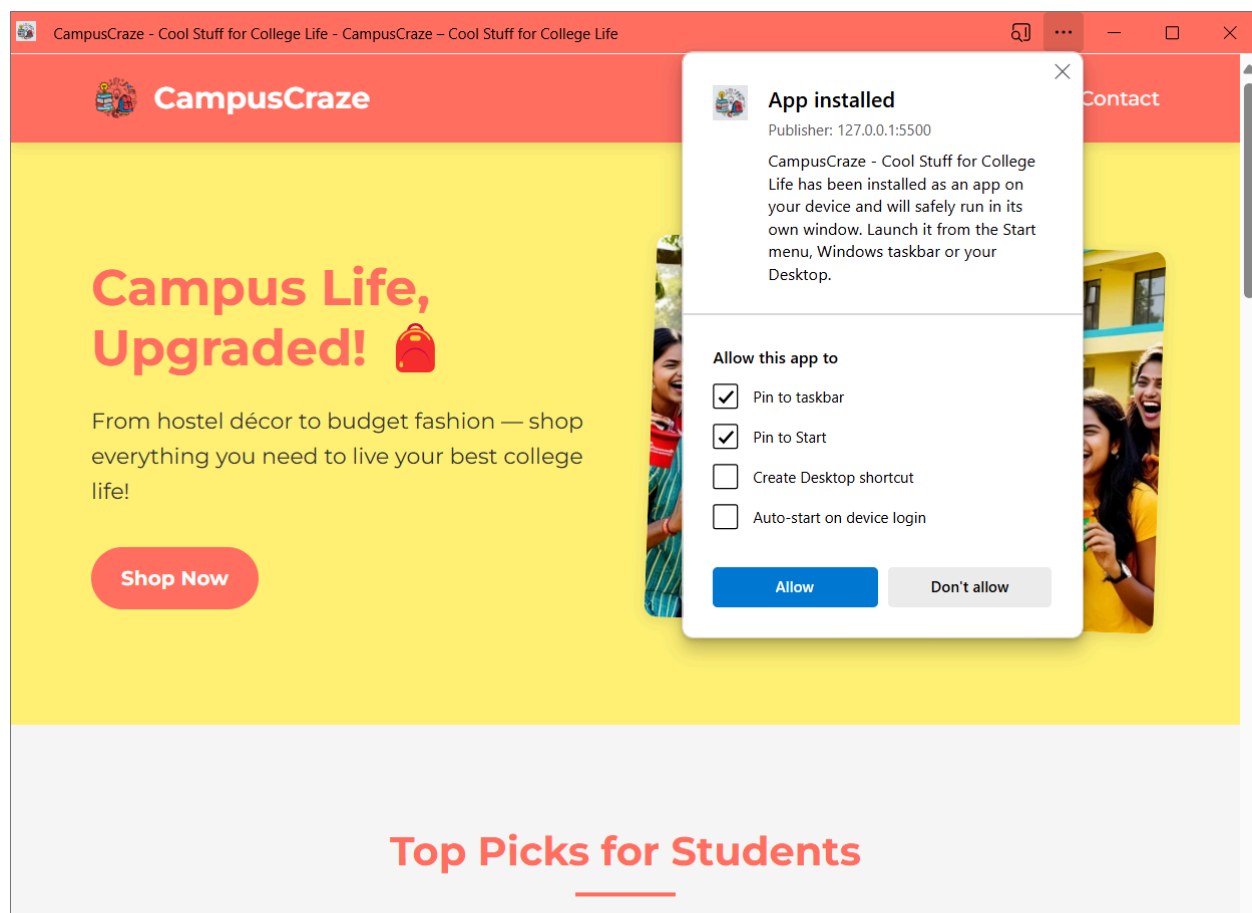 CampusCraze - Cool Stuff for College Life - CampusCraze – Cool Stuff for College Life
CampusCraze
Contact
App installed
Publisher: 127.0.0.1:5500
CampusCraze - Cool Stuff for College
Life has been installed as an app on
your device and will safely run in its
own window. Launch it from the Start
menu, Windows taskbar or your
Desktop.
Allow this app to
Pin to taskbar
Pin to Start
Create Desktop shortcut
Auto-start on device login
Allow
Don't allow
Campus Life,
Upgraded!
From hostel décor to budget fashion — shop
everything you need to live your best college
life!
Shop Now
Top Picks for Students